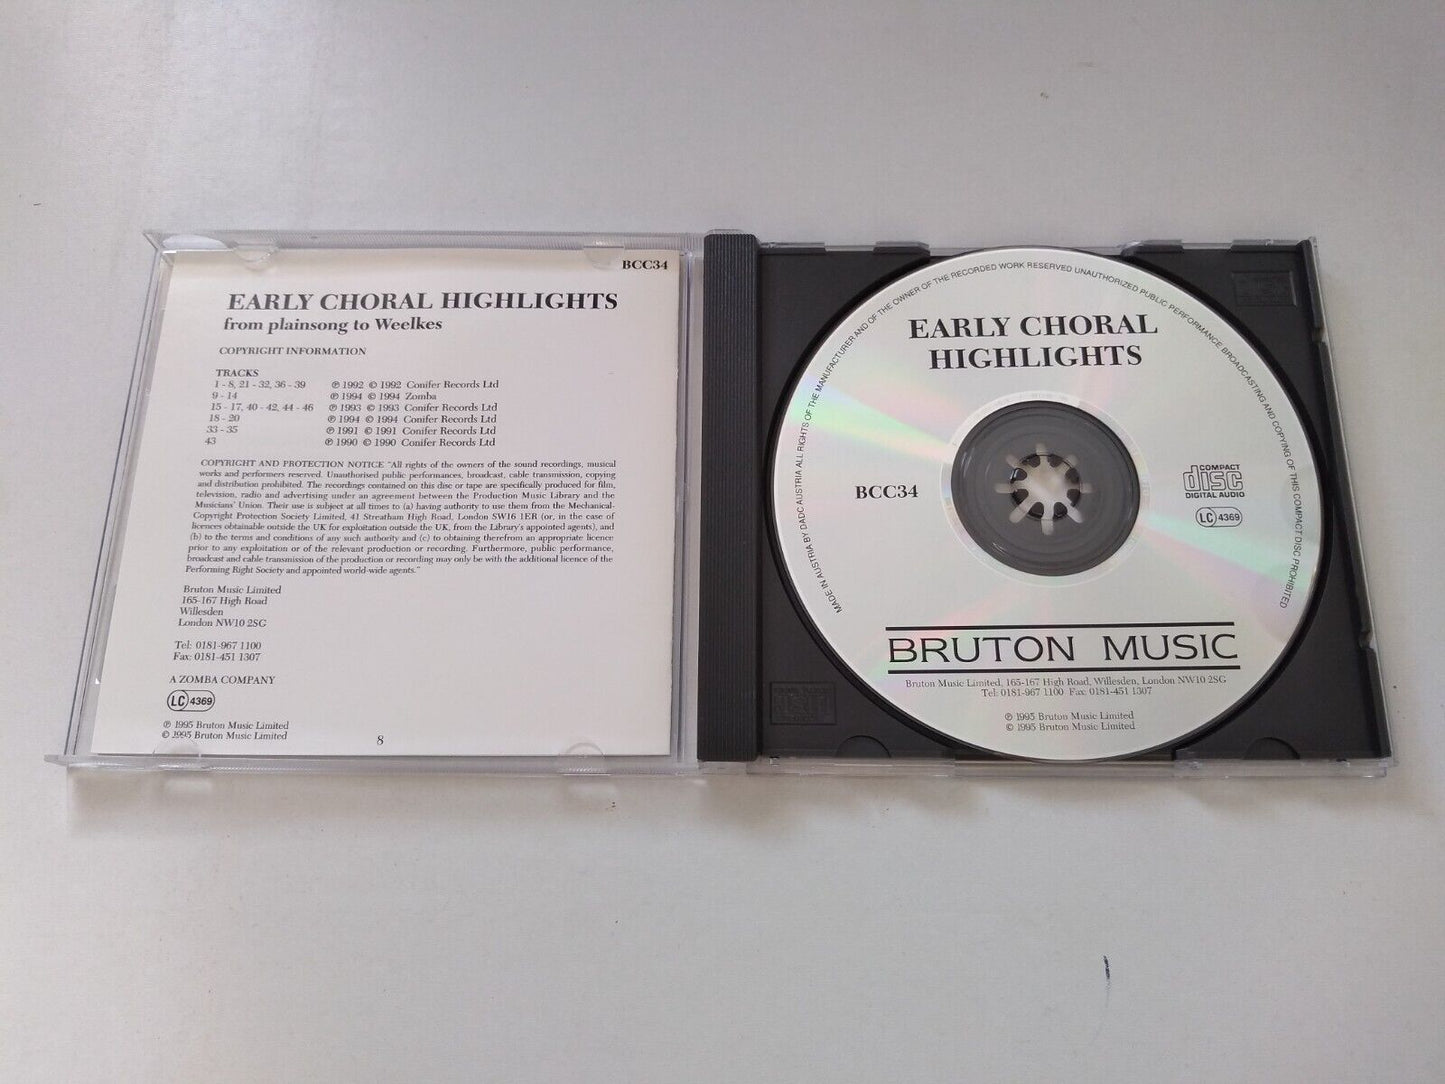 BCC34
EARLY CHORAL HIGHLIGHTS
from plainsong to Weelkes
COPYRIGHT INFORMATION
TRACKS
1 - 8, 21 - 32, 36 - 39 ℗ 1992 © 1992 Conifer Records Ltd
9 - 14 ℗ 1994 © 1994 Zomba
15 - 17, 40 - 42, 44 - 46 ℗ 1993 © 1993 Conifer Records Ltd
18 - 20 ℗ 1994 © 1994 Conifer Records Ltd
33 - 35 ℗ 1991 © 1991 Conifer Records Ltd
43 ℗ 1990 © 1990 Conifer Records Ltd
COPYRIGHT AND PROTECTION NOTICE "All rights of the owners of the sound recordings, musical
works and performers reserved. Unauthorised public performances, broadcast, cable transmission, copying
and distribution prohibited. The recordings contained on this disc or tape are specifically produced for film,
television, radio and advertising under an agreement between the Production Music Library and the
Musicians' Union. Their use is subject at all times to (a) having authority to use them from the Mechanical-
Copyright Protection Society Limited, 41 Streatham High Road, London SW16 1ER (or, in the case of
licences obtainable outside the UK for exploitation outside the UK, from the Library's appointed agents), and
(b) to the terms and conditions of any such authority and (c) to obtaining therefrom an appropriate licence
prior to any exploitation or of the relevant production or recording. Furthermore, public performance,
broadcast and cable transmission of the production or recording may only be with the additional licence of the
Performing Right Society and appointed world-wide agents."
Bruton Music Limited
165-167 High Road
Willesden
London NW10 2SG
Tel: 0181-967 1100
Fax: 0181-451 1307
A ZOMBA COMPANY
LC 4369
℗ 1995 Bruton Music Limited
© 1995 Bruton Music Limited
8
MADE IN AUSTRIA BY DADC AUSTRIA ALL RIGHTS OF THE MANUFACTURER AND OF THE OWNER OF THE RECORDED WORK RESERVED UNAUTHORIZED PUBLIC PERFORMANCE BROADCASTING AND COPYING OF THIS COMPACT DISC PROHIBITED
EARLY CHORAL
HIGHLIGHTS
BCC34
COMPACT
disc
DIGITAL AUDIO
LC 4369
BRUTON MUSIC
Bruton Music Limited, 165-167 High Road, Willesden, London NW10 2SG
Tel: 0181-967 1100 Fax: 0181-451 1307
℗ 1995 Bruton Music Limited
© 1995 Bruton Music Limited